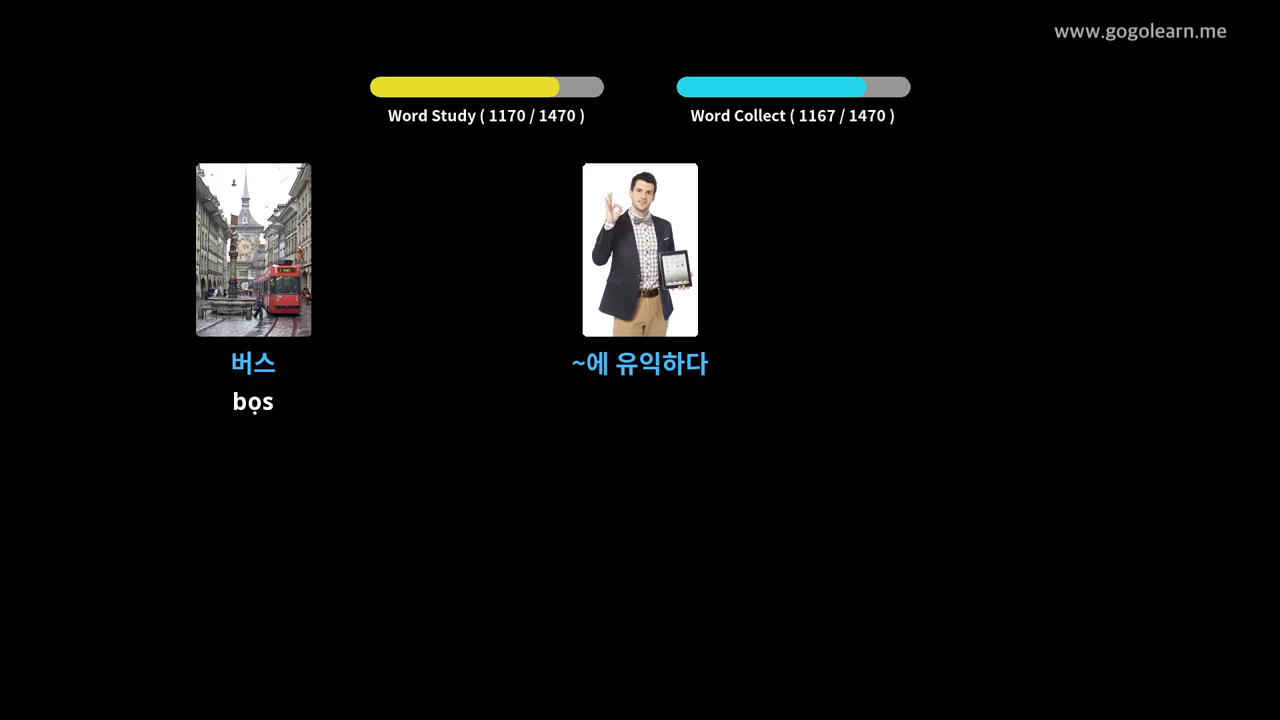 www.gogolearn.me
Word Study ( 1170 / 1470 )
Word Collect ( 1167 / 1470 )
버스
~에 유익하다
bọs